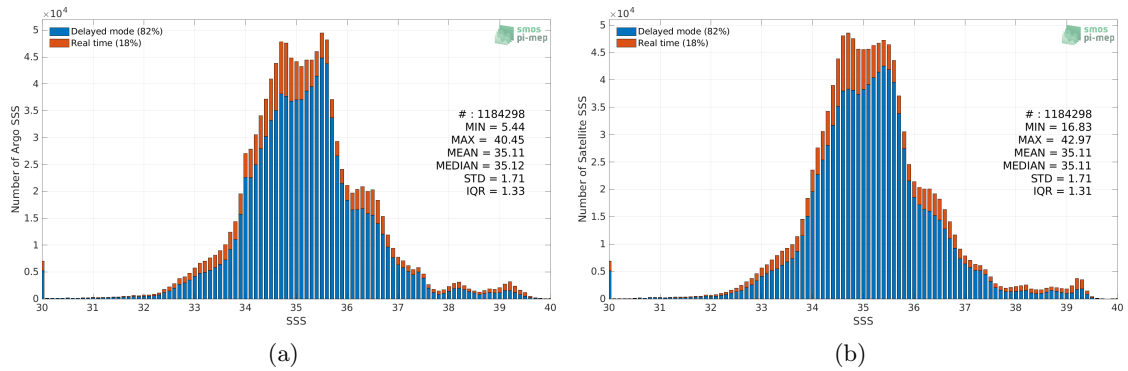 ×10⁴
Delayed mode (82%)
Real time (18%)
smos
pi-mep
5
4.5
4
3.5
3
2.5
2
1.5
1
0.5
0
Number of Argo SSS
# : 1184298
MIN = 5.44
MAX = 40.45
MEAN = 35.11
MEDIAN = 35.12
STD = 1.71
IQR = 1.33
30 31 32 33 34 35 36 37 38 39 40
SSS
(a)
×10⁴
Delayed mode (82%)
Real time (18%)
smos
pi-mep
5
4.5
4
3.5
3
2.5
2
1.5
1
0.5
0
Number of Satellite SSS
# : 1184298
MIN = 16.83
MAX = 42.97
MEAN = 35.11
MEDIAN = 35.11
STD = 1.71
IQR = 1.31
30 31 32 33 34 35 36 37 38 39 40
SSS
(b)